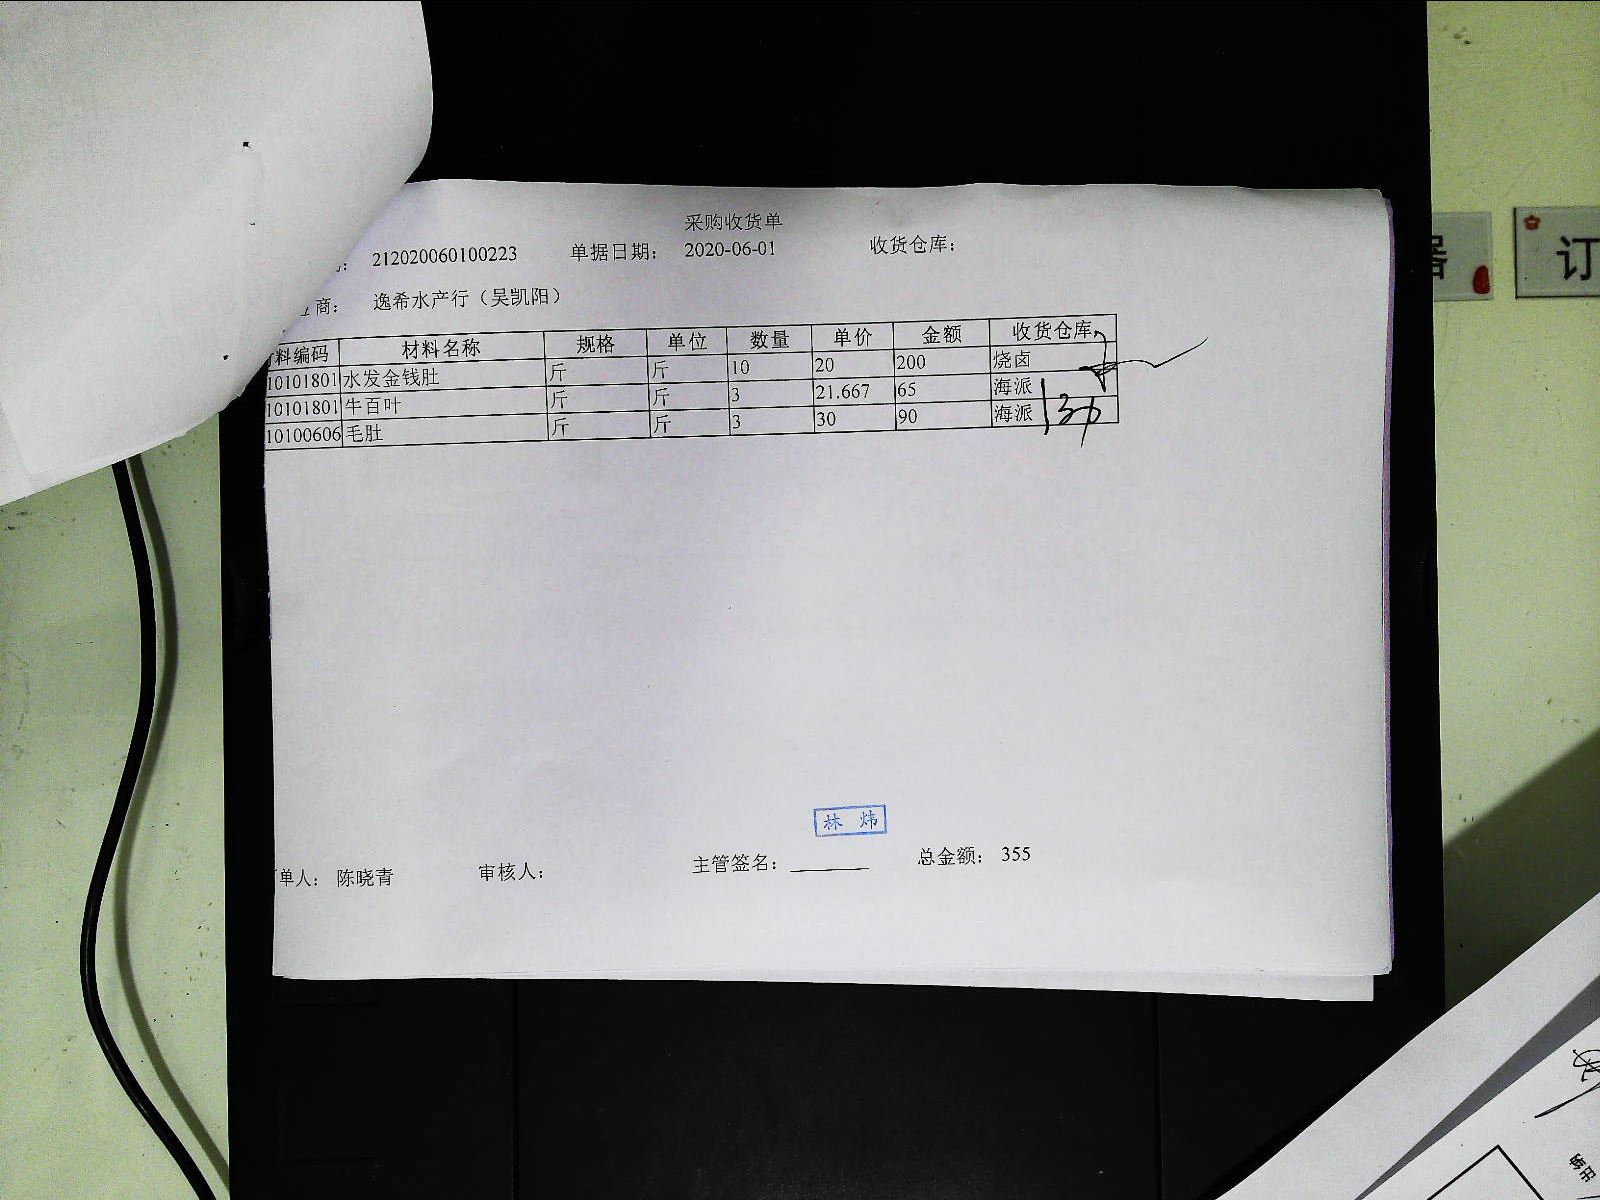 采购收货单
212020060100223 单据日期： 2020-06-01 收货仓库：
商： 逸希水产行（吴凯阳）
料编码 材料名称 规格 单位 数量 单价 金额 收货仓库
10101801 水发金钱肚 斤 斤 10 20 200 烧卤
10101801 牛百叶 斤 斤 3 21.667 65 海派
10100606 毛肚 斤 斤 3 30 90 海派
林 炜
单人： 陈晓青 审核人： 主管签名： 总金额： 355
订